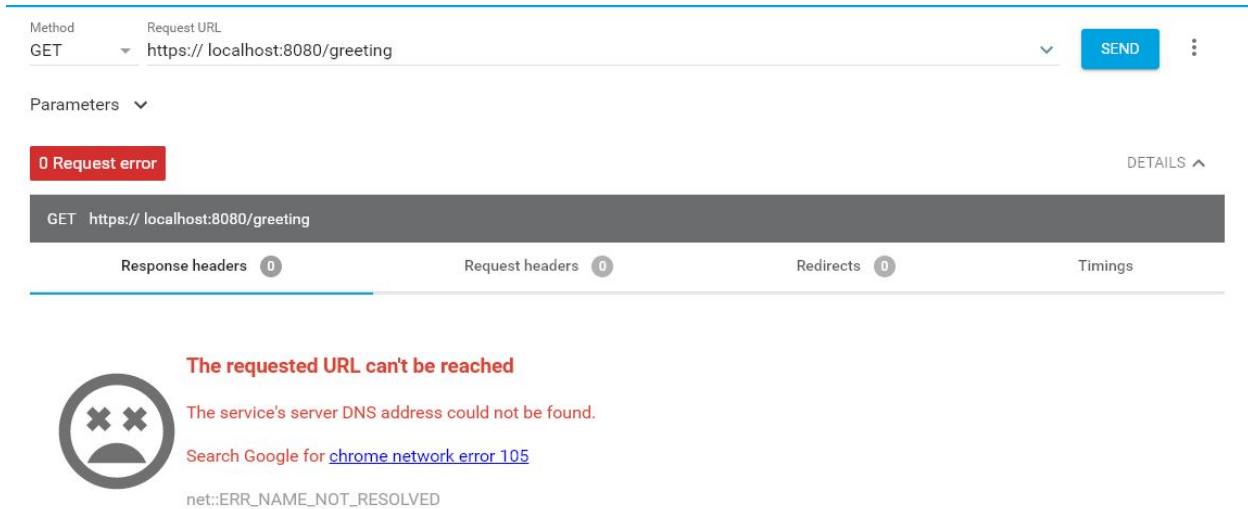 Method Request URL
GET https:// localhost:8080/greeting SEND
Parameters
0 Request error DETAILS
GET https:// localhost:8080/greeting
Response headers 0 Request headers 0 Redirects 0 Timings
The requested URL can't be reached
The service's server DNS address could not be found.
Search Google for chrome network error 105
net::ERR_NAME_NOT_RESOLVED